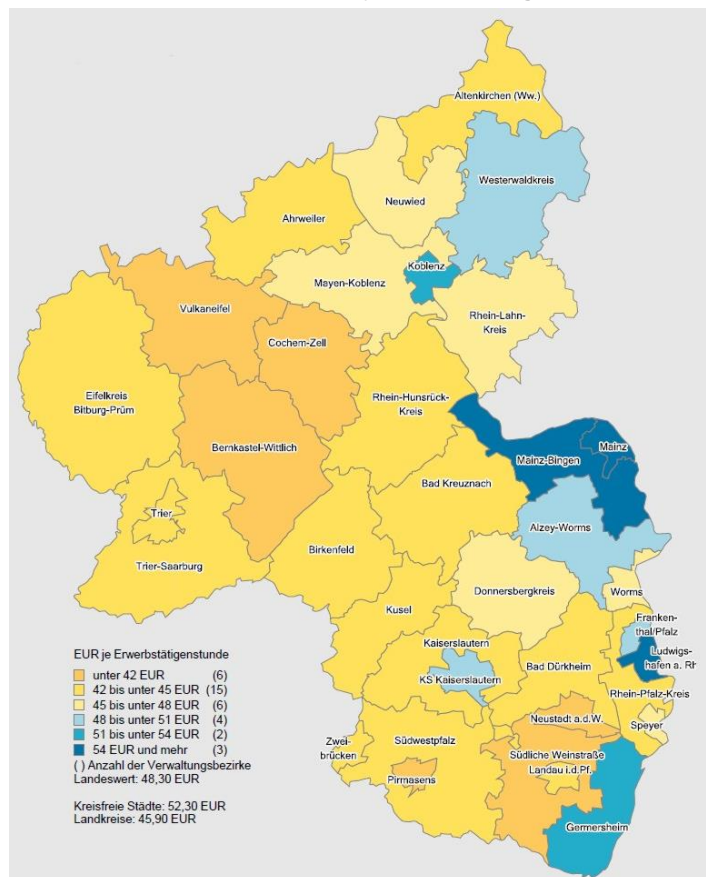 Altenkirchen (Ww.)
Westerwaldkreis
Neuwied
Ahrweiler
Koblenz
Mayen-Koblenz
Vulkaneifel
Rhein-Lahn-
Kreis
Cochem-Zell
Eifelkreis
Bitburg-Prüm
Rhein-Hunsrück-
Kreis
Bernkastel-Wittlich
Mainz
Mainz-Bingen
Bad Kreuznach
Trier
Alzey-Worms
Birkenfeld
Trier-Saarburg
Donnersbergkreis
Worms
Kusel
Franken-
thal/Pfalz
Kaiserslautern
Ludwigs-
hafen a. Rh
Bad Dürkheim
KS Kaiserslautern
Rhein-Pfalz-Kreis
Neustadt a.d.W.
Speyer
Zwei-
brücken
Südwestpfalz
Südliche Weinstraße
Landau i.d.Pf.
Pirmasens
Germersheim
EUR je Erwerbstätigenstunde
unter 42 EUR (6)
42 bis unter 45 EUR (15)
45 bis unter 48 EUR (6)
48 bis unter 51 EUR (4)
51 bis unter 54 EUR (2)
54 EUR und mehr (3)
( ) Anzahl der Verwaltungsbezirke
Landeswert: 48,30 EUR
Kreisfreie Städte: 52,30 EUR
Landkreise: 45,90 EUR